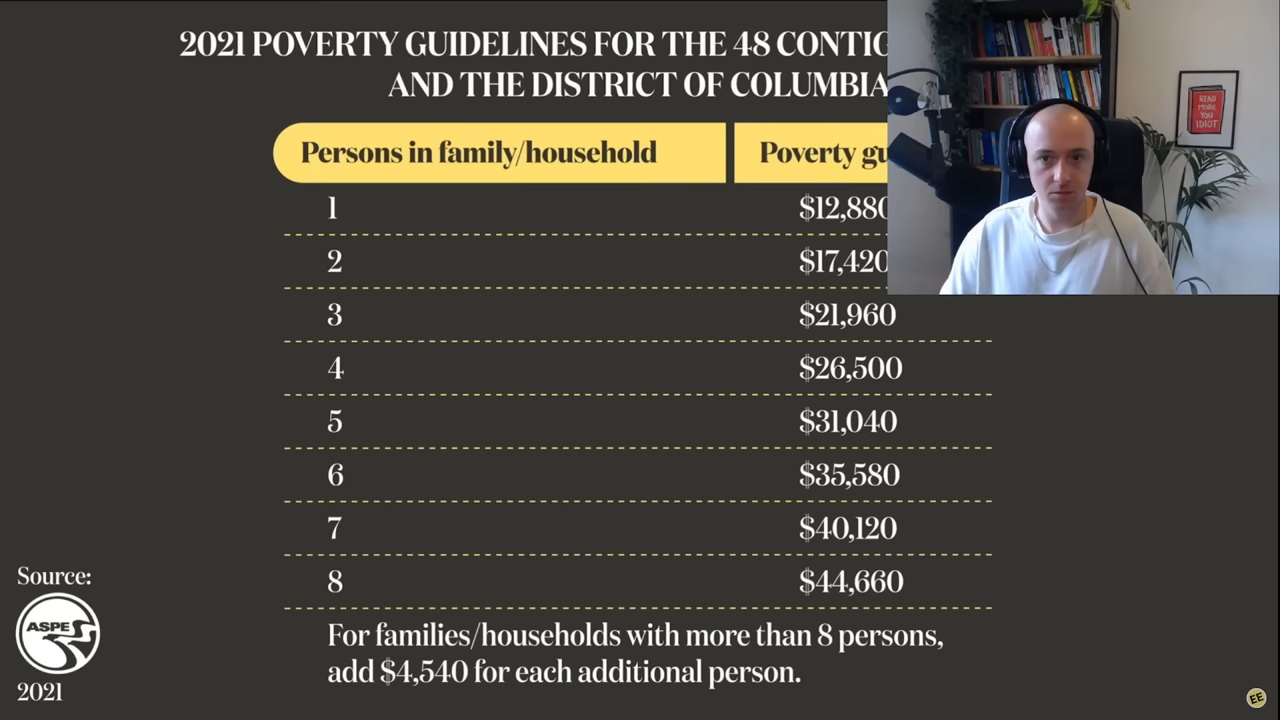 2021 POVERTY GUIDELINES FOR THE 48
AND THE DISTRICT OF COLUMBIA
Persons in family/household Poverty
1 $12,880
2 $17,420
3 $21,960
4 $26,500
5 $31,040
6 $35,580
7 $40,120
8 $44,660
For families/households with more than 8 persons,
add $4,540 for each additional person.
Source:
ASPE
2021
READ
MORE
YOU
IDIOT
EE